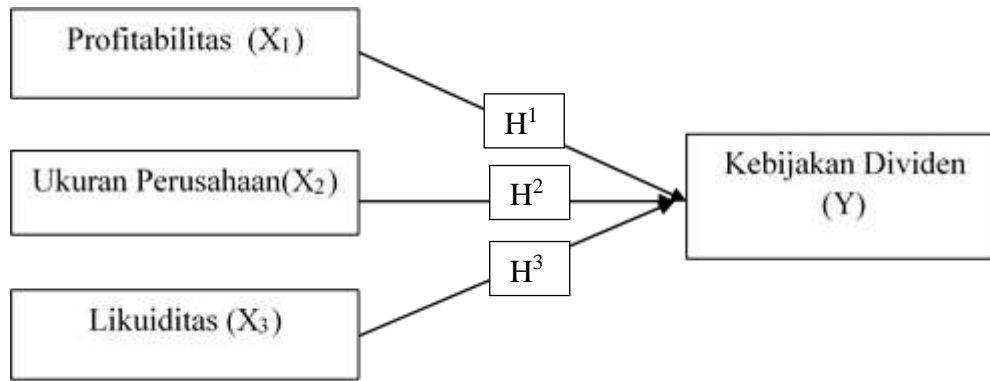 Profitabilitas (X₁)
H¹
Ukuran Perusahaan(X₂)
H²
Kebijakan Dividen
(Y)
H³
Likuiditas (X₃)